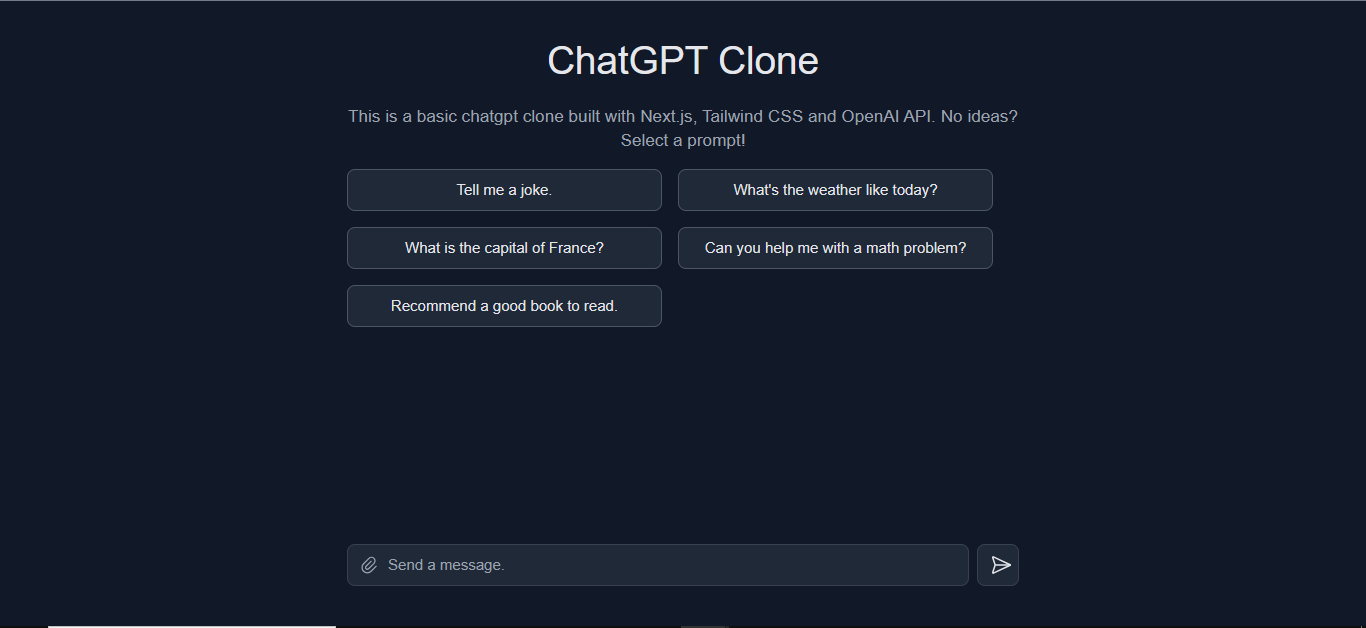 ChatGPT Clone
This is a basic chatgpt clone built with Next.js, Tailwind CSS and OpenAI API. No ideas?
Select a prompt!
Tell me a joke.
What's the weather like today?
What is the capital of France?
Can you help me with a math problem?
Recommend a good book to read.
Send a message.